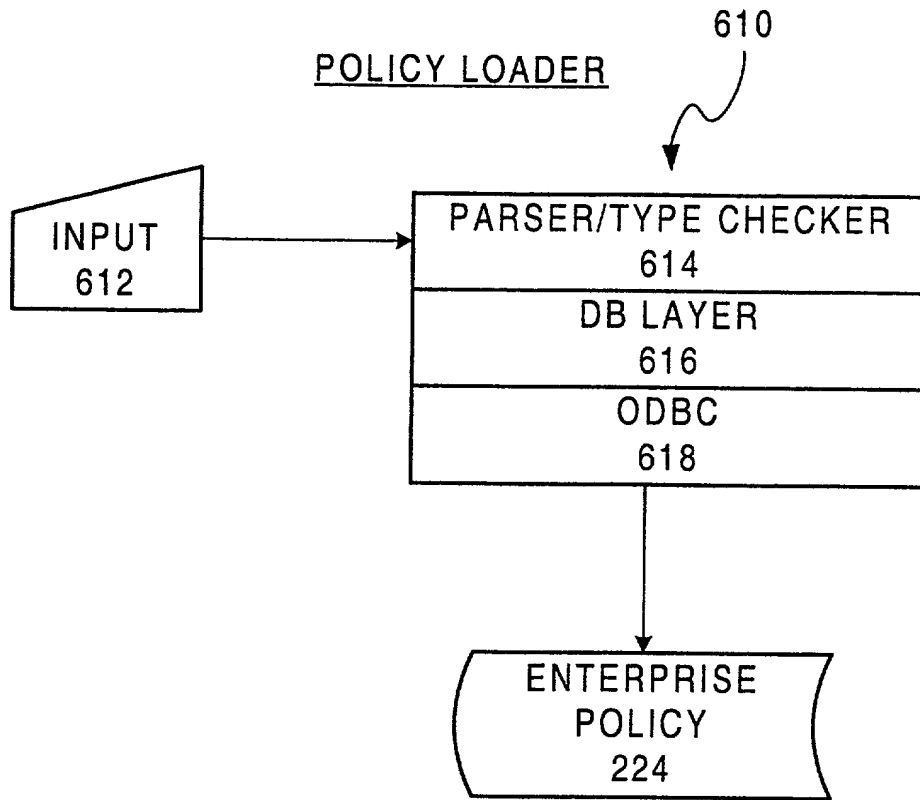 610
POLICY LOADER
INPUT
612
PARSER/TYPE CHECKER
614
DB LAYER
616
ODBC
618
ENTERPRISE
POLICY
224